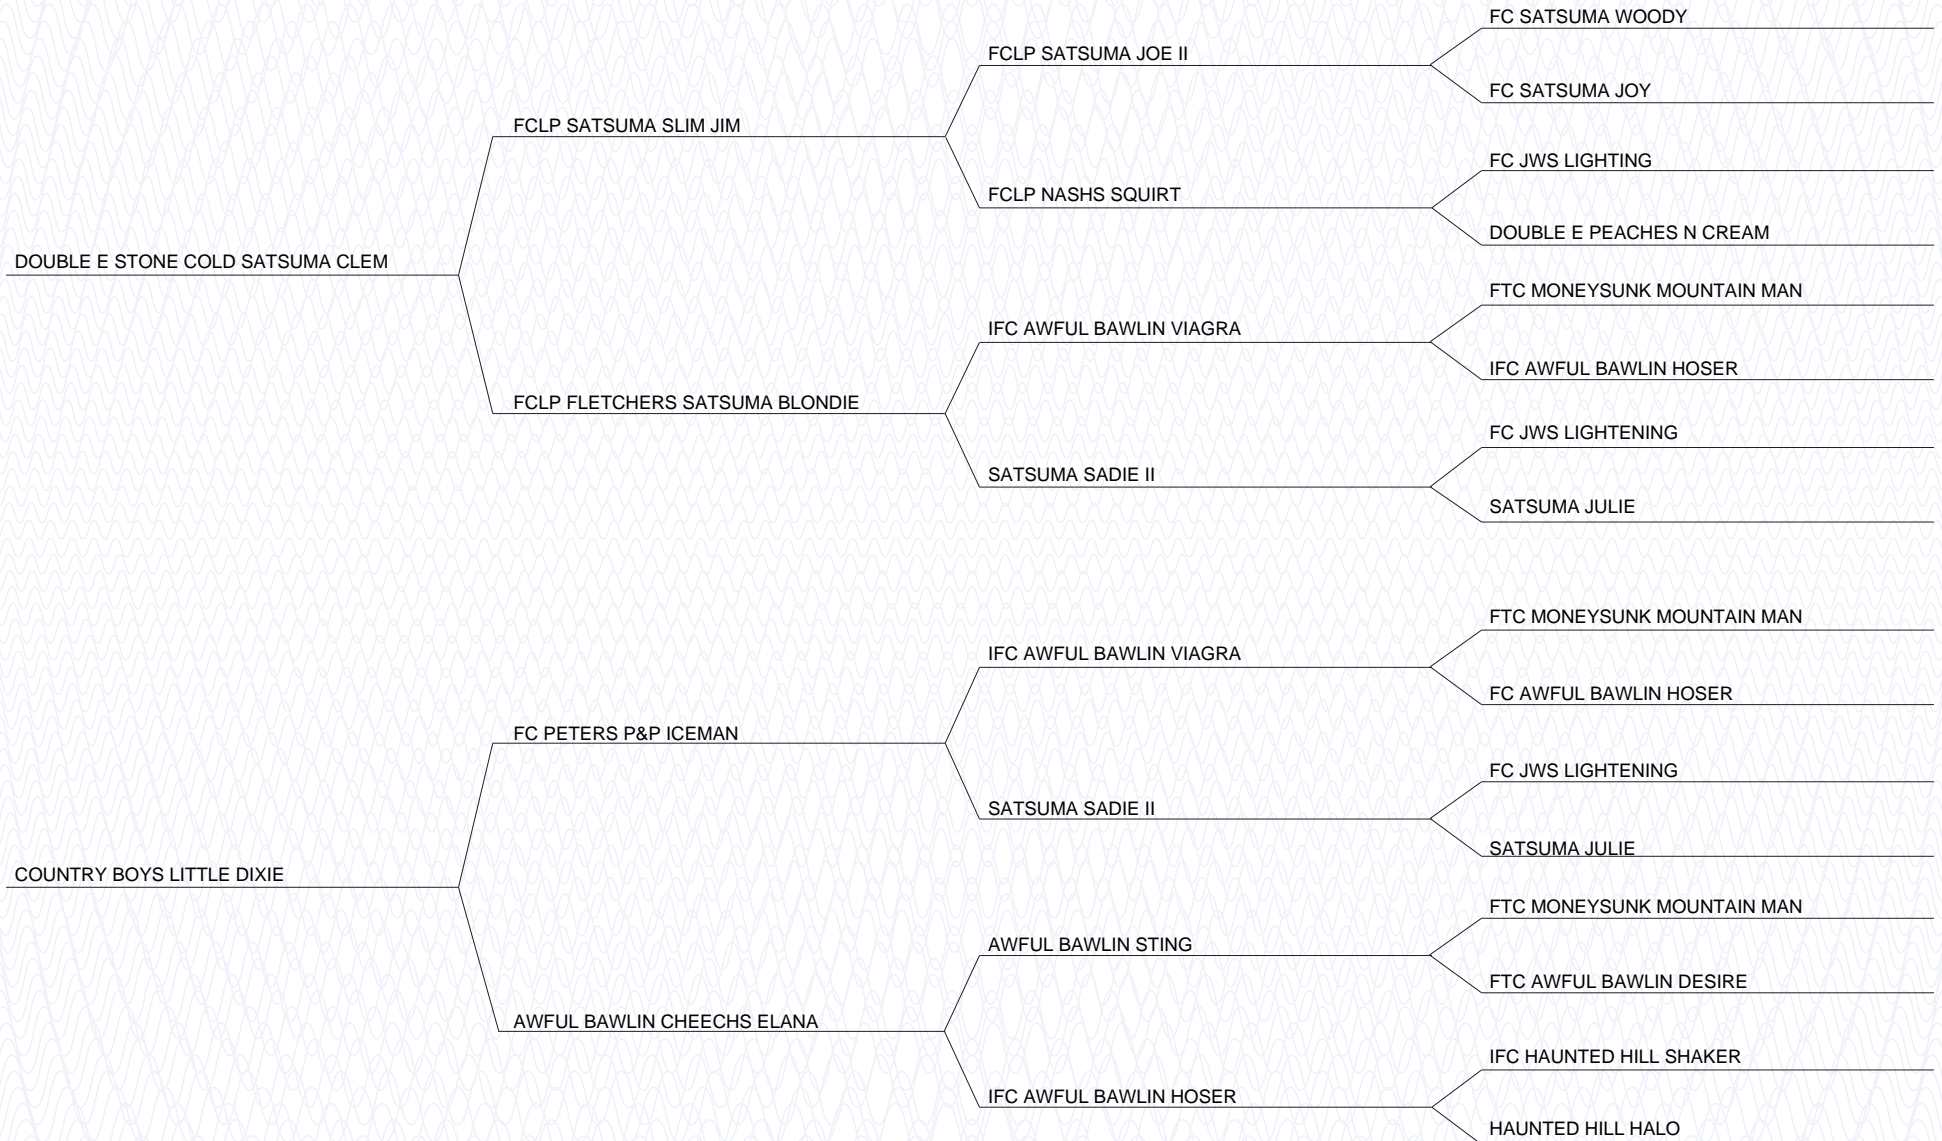 FC SATSUMA WOODY
FCLP SATSUMA JOE II
FC SATSUMA JOY
FCLP SATSUMA SLIM JIM
FC JWS LIGHTING
FCLP NASHS SQUIRT
DOUBLE E PEACHES N CREAM
DOUBLE E STONE COLD SATSUMA CLEM
FTC MONEYSUNK MOUNTAIN MAN
IFC AWFUL BAWLIN VIAGRA
IFC AWFUL BAWLIN HOSER
FCLP FLETCHERS SATSUMA BLONDIE
FC JWS LIGHTENING
SATSUMA SADIE II
SATSUMA JULIE
FTC MONEYSUNK MOUNTAIN MAN
IFC AWFUL BAWLIN VIAGRA
FC AWFUL BAWLIN HOSER
FC PETERS P&P ICEMAN
FC JWS LIGHTENING
SATSUMA SADIE II
SATSUMA JULIE
COUNTRY BOYS LITTLE DIXIE
FTC MONEYSUNK MOUNTAIN MAN
AWFUL BAWLIN STING
FTC AWFUL BAWLIN DESIRE
AWFUL BAWLIN CHEECHS ELANA
IFC HAUNTED HILL SHAKER
IFC AWFUL BAWLIN HOSER
HAUNTED HILL HALO